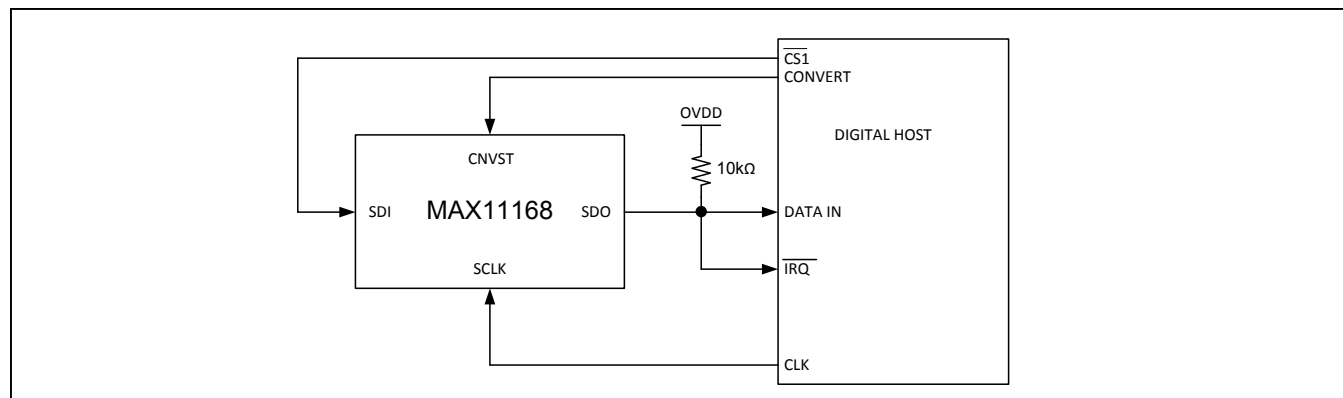 CS1
CONVERT
OVDD
DIGITAL HOST
10kΩ
CNVST
SDI
MAX11168
SDO
DATA IN
SCLK
IRQ
CLK